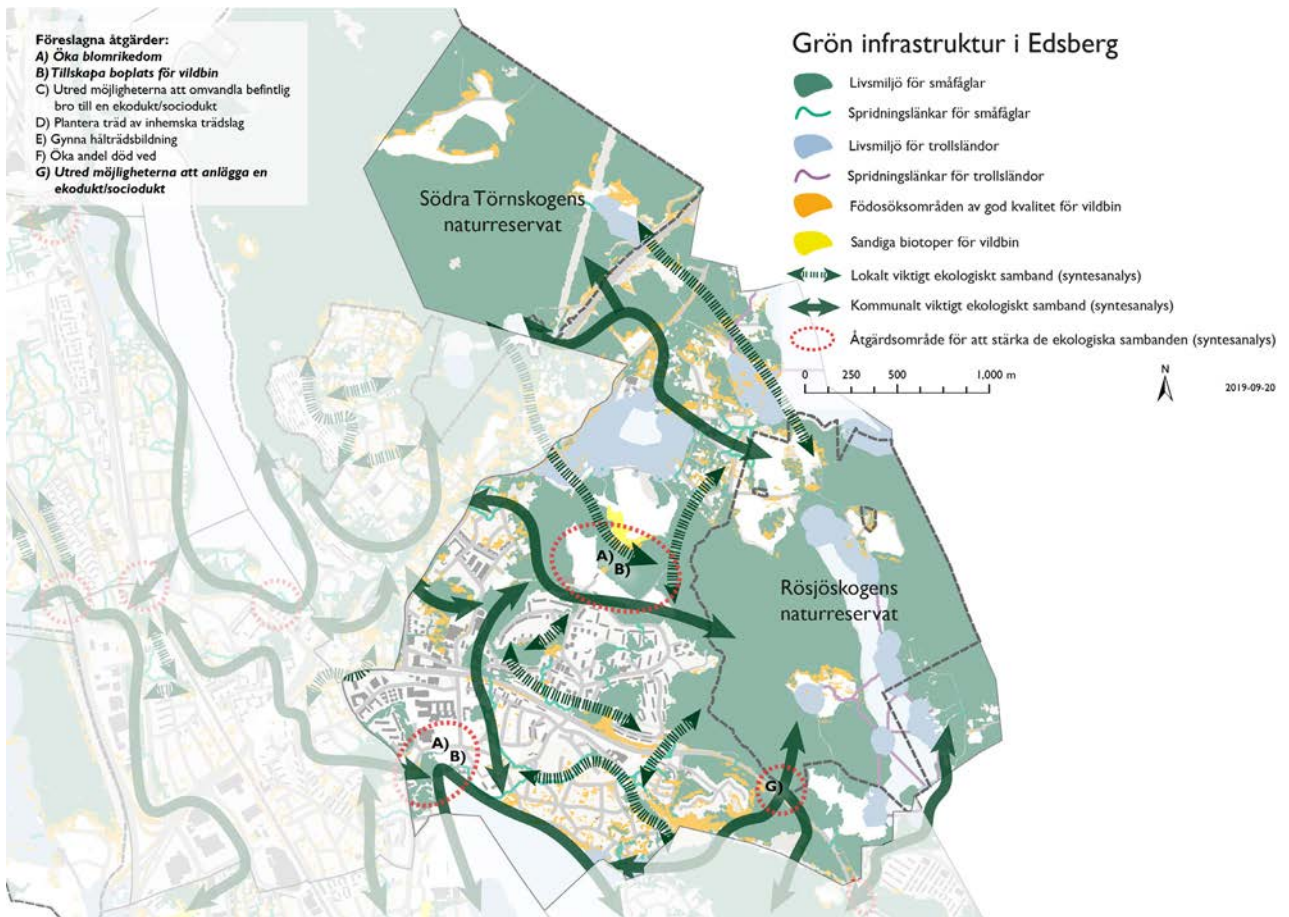 Föreslagna åtgärder:
A) Öka blomrikedom
B) Tillskapa boplats för vildbin
C) Utred möjligheterna att omvandla befintlig
bro till en ekodukt/sociodukt
D) Plantera träd av inhemska trädslag
E) Gynna hålträdsbildning
F) Öka andel död ved
G) Utred möjligheterna att anlägga en
ekodukt/sociodukt
Grön infrastruktur i Edsberg
Livsmiljö för småfåglar
Spridningslänkar för småfåglar
Livsmiljö för trollsländor
Spridningslänkar för trollsländor
Födosöksområden av god kvalitet för vildbin
Sandiga biotoper för vildbin
Lokalt viktigt ekologiskt samband (syntesanalys)
Kommunalt viktigt ekologiskt samband (syntesanalys)
Åtgärdsområde för att stärka de ekologiska sambanden (syntesanalys)
0 250 500 1,000 m
N
2019-09-20
Södra Törnskogens
naturreservat
A)
B)
Rösjöskogens
naturreservat
A)
B)
G)